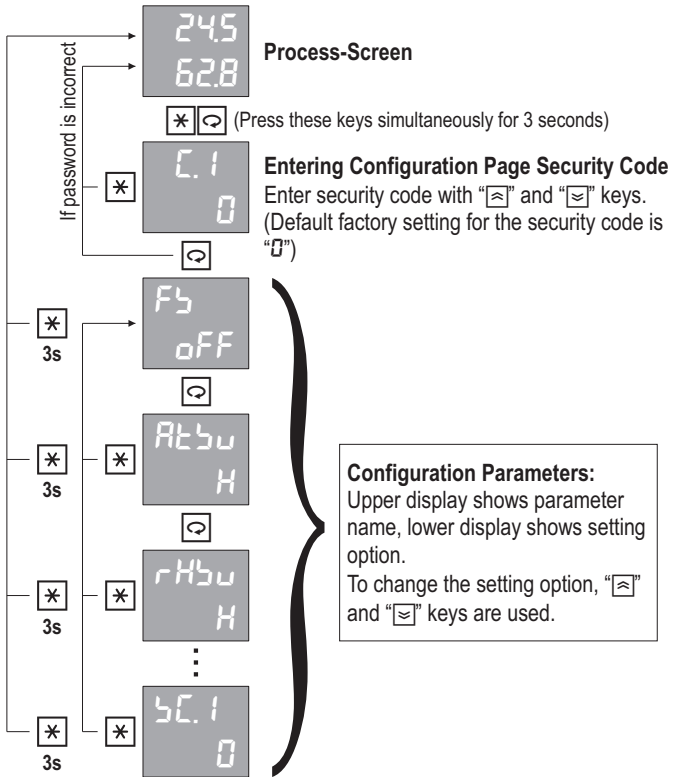 24.5
62.8
Process-Screen
If password is incorrect
(Press these keys simultaneously for 3 seconds)
C.1
0
Entering Configuration Page Security Code
Enter security code with “” and “” keys.
(Default factory setting for the security code is
“0”)
FS
oFF
3s
AtSu
H
3s
rHSu
H
3s
SC.1
0
3s
Configuration Parameters:
Upper display shows parameter
name, lower display shows setting
option.
To change the setting option, “”
and “” keys are used.